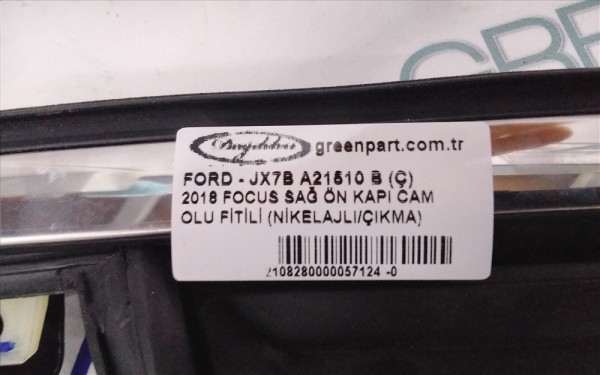 GRE
greenpart.com.tr
FORD - JX7B A21510 B (Ç)
2018 FOCUS SAĞ ÖN KAPI CAM
OLU FİTİLİ (NİKELAJLI/ÇIKMA)
2108280000057124 -0